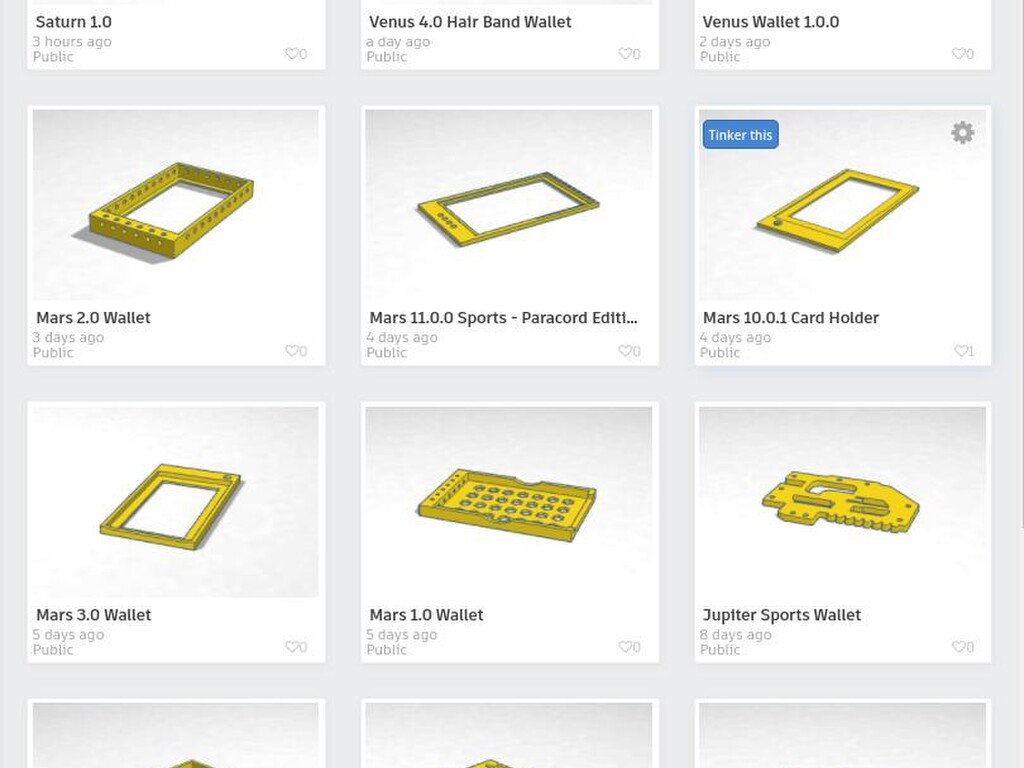 Saturn 1.0
3 hours ago
Public
0
Venus 4.0 Hair Band Wallet
a day ago
Public
0
Venus Wallet 1.0.0
2 days ago
Public
0
Mars 2.0 Wallet
3 days ago
Public
0
Mars 11.0.0 Sports - Paracord Editi...
4 days ago
Public
0
Tinker this
Mars 10.0.1 Card Holder
4 days ago
Public
1
Mars 3.0 Wallet
5 days ago
Public
0
Mars 1.0 Wallet
5 days ago
Public
0
Jupiter Sports Wallet
8 days ago
Public
0